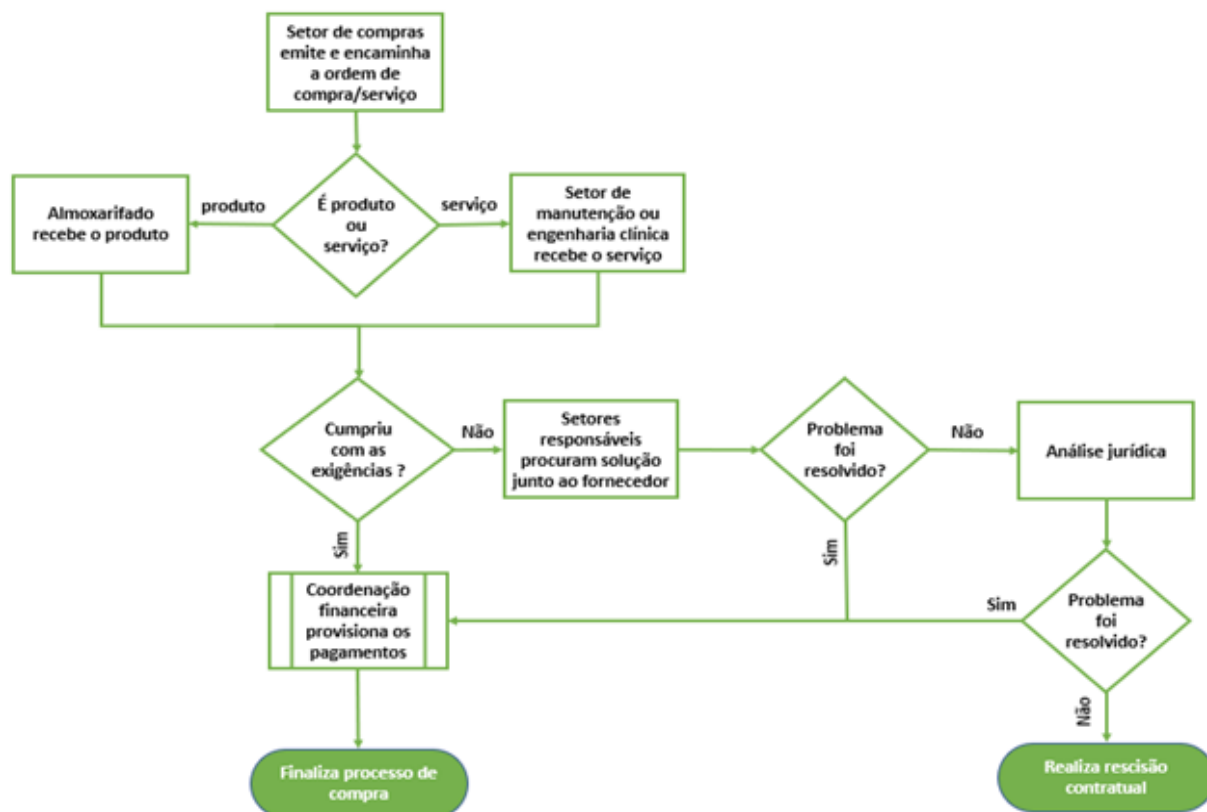 Setor de compras
emite e encaminha
a ordem de
compra/serviço
Almoxarifado
recebe o produto
produto
É produto
ou
serviço?
serviço
Setor de
manutenção ou
engenharia clínica
recebe o serviço
Cumpriu
com as
exigências ?
Não
Setores
responsáveis
procuram solução
junto ao fornecedor
Problema
foi
resolvido?
Não
Análise jurídica
Sim
Sim
Coordenação
financeira
provisiona os
pagamentos
Sim
Problema
foi
resolvido?
Não
Finaliza processo de
compra
Realiza rescisão
contratual